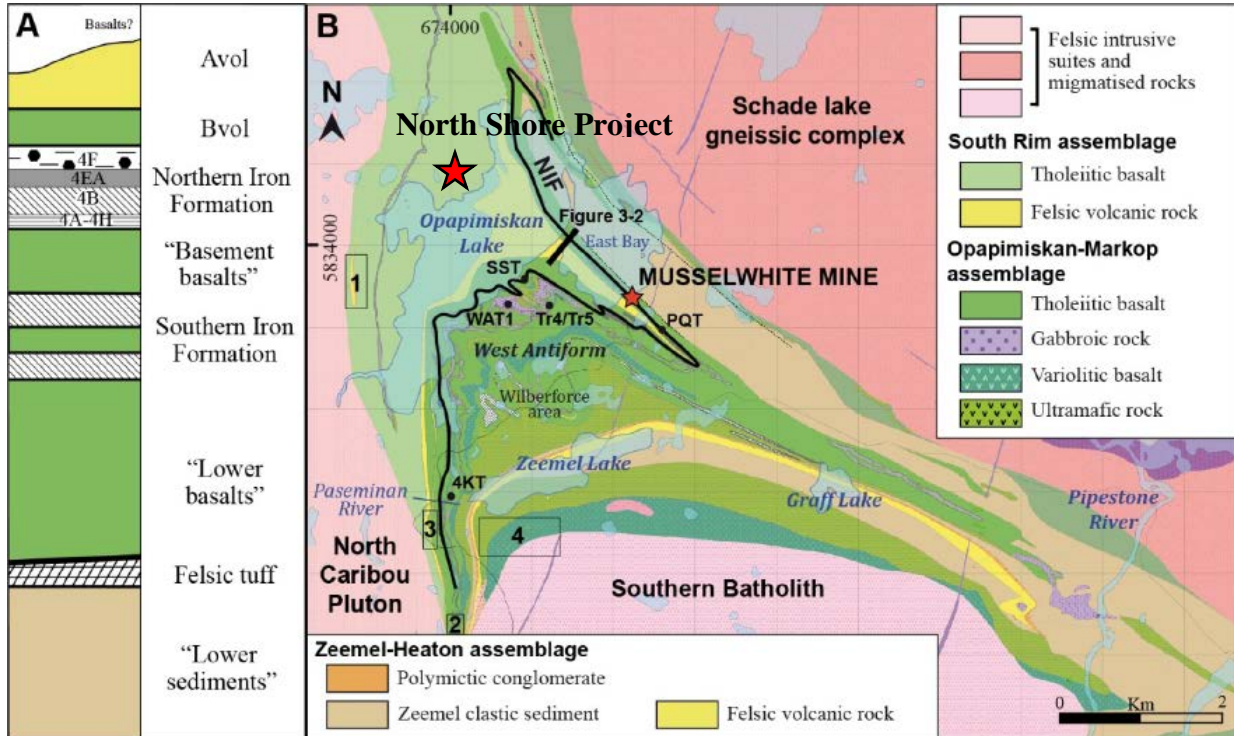 A
Basalts?
Avol
Bvol
4F
4EA
4B
4A-4H
Northern Iron
Formation
"Basement
basalts"
Southern Iron
Formation
"Lower
basalts"
Felsic tuff
"Lower
sediments"
B
674000
N
5834000
North Shore Project
NIF
Schade lake
gneissic complex
Opapimiskan
Lake
Figure 3-2
East Bay
MUSSELWHITE MINE
SST
WAT1
Tr4/Tr5
PQT
West Antiform
Wilberforce
area
1
Zeemel Lake
4KT
Graff Lake
Paseminan
River
Pipestone
River
3
4
North
Caribou
Pluton
Southern Batholith
2
Felsic intrusive
suites and
migmatised rocks
South Rim assemblage
Tholeiitic basalt
Felsic volcanic rock
Opapimiskan-Markop
assemblage
Tholeiitic basalt
Gabbroic rock
Variolitic basalt
Ultramafic rock
Zeemel-Heaton assemblage
Polymictic conglomerate
Zeemel clastic sediment
Felsic volcanic rock
0 Km 2